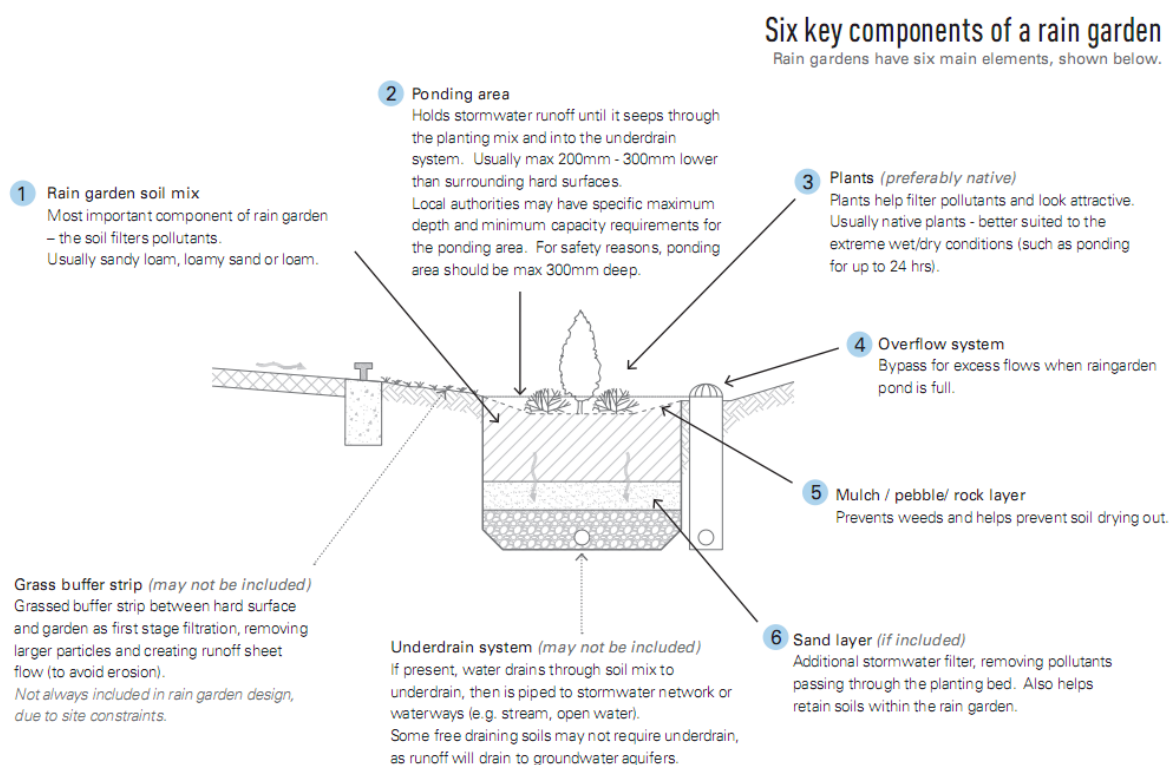 Six key components of a rain garden
Rain gardens have six main elements, shown below.
1 Rain garden soil mix
Most important component of rain garden
– the soil filters pollutants.
Usually sandy loam, loamy sand or loam.
2 Ponding area
Holds stormwater runoff until it seeps through
the planting mix and into the underdrain
system. Usually max 200mm - 300mm lower
than surrounding hard surfaces.
Local authorities may have specific maximum
depth and minimum capacity requirements for
the ponding area. For safety reasons, ponding
area should be max 300mm deep.
3 Plants (preferably native)
Plants help filter pollutants and look attractive.
Usually native plants - better suited to the
extreme wet/dry conditions (such as ponding
for up to 24 hrs).
4 Overflow system
Bypass for excess flows when raingarden
pond is full.
5 Mulch / pebble/ rock layer
Prevents weeds and helps prevent soil drying out.
6 Sand layer (if included)
Additional stormwater filter, removing pollutants
passing through the planting bed. Also helps
retain soils within the rain garden.
Grass buffer strip (may not be included)
Grassed buffer strip between hard surface
and garden as first stage filtration, removing
larger particles and creating runoff sheet
flow (to avoid erosion).
Not always included in rain garden design,
due to site constraints.
Underdrain system (may not be included)
If present, water drains through soil mix to
underdrain, then is piped to stormwater network or
waterways (e.g. stream, open water).
Some free draining soils may not require underdrain,
as runoff will drain to groundwater aquifers.